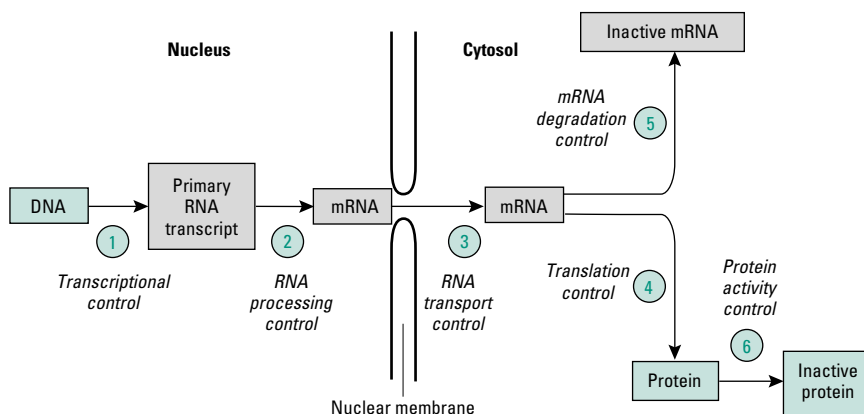 Nucleus
Cytosol
Inactive mRNA
mRNA
degradation
control
5
DNA
Primary
RNA
transcript
mRNA
mRNA
1
2
3
Transcriptional
control
RNA
processing
control
RNA
transport
control
Translation
control
4
Protein
activity
control
6
Protein
Inactive
protein
Nuclear membrane